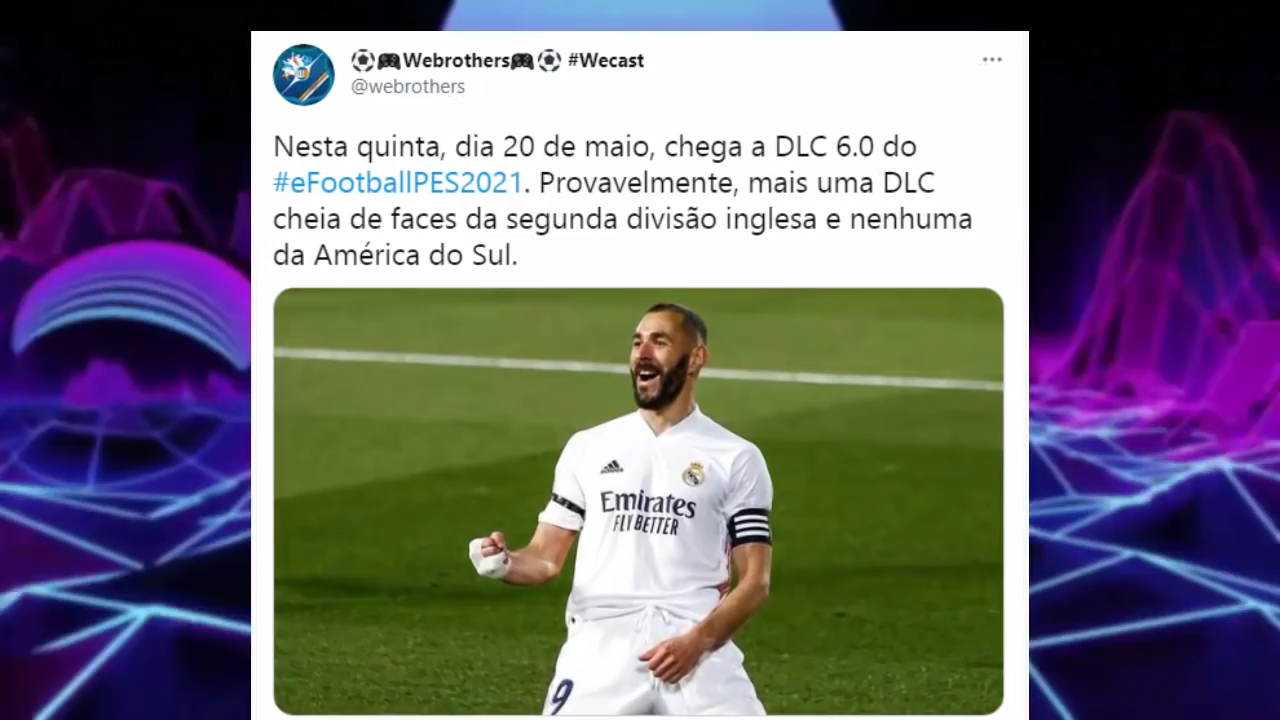 ⚽🎮Webrothers🎮⚽ #Wecast
@webrothers
Nesta quinta, dia 20 de maio, chega a DLC 6.0 do
#eFootballPES2021. Provavelmente, mais uma DLC
cheia de faces da segunda divisão inglesa e nenhuma
da América do Sul.
Emirates
FLY BETTER
9